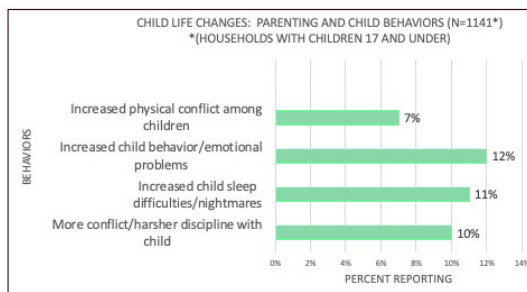 CHILD LIFE CHANGES: PARENTING AND CHILD BEHAVIORS (N=1141*)
*(HOUSEHOLDS WITH CHILDREN 17 AND UNDER)
BEHAVIORS
Increased physical conflict among
children
7%
Increased child behavior/emotional
problems
12%
Increased child sleep
difficulties/nightmares
11%
More conflict/harsher discipline with
child
10%
0% 2% 4% 6% 8% 10% 12% 14%
PERCENT REPORTING